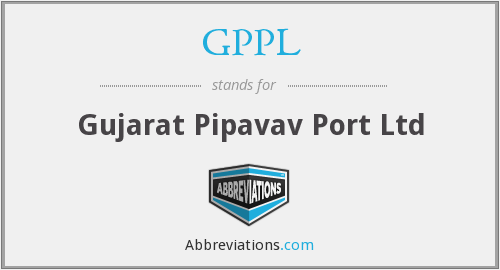 GPPL
stands for
Gujarat Pipavav Port Ltd
ABBREVIATIONS
Abbreviations.com